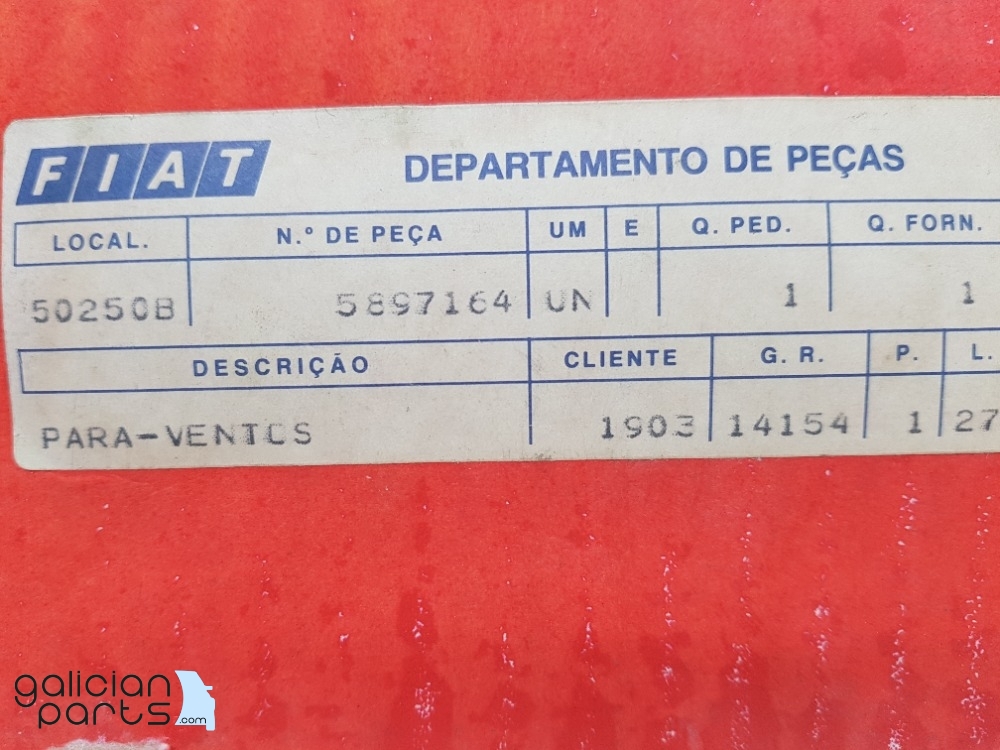 FIAT DEPARTAMENTO DE PEÇAS
LOCAL. N.º DE PEÇA UM E Q. PED. Q. FORN.
50250B 5897164 UN 1 1
DESCRIÇÃO CLIENTE G. R. P. L.
PARA-VENTOS 1903 14154 1 27
galician
parts.com